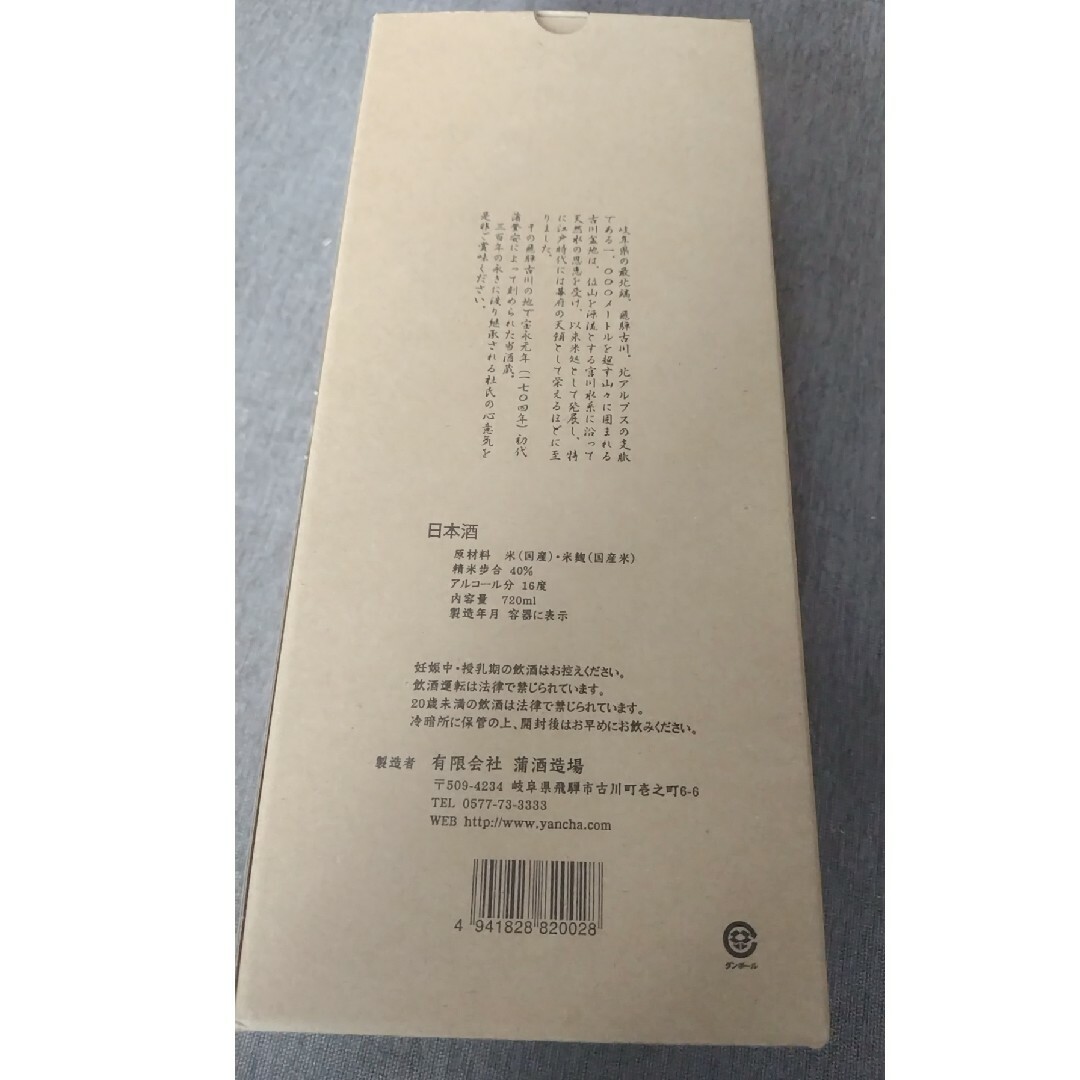 岐阜県の最北端、飛騨古川。北アルプスの支脈
である一、〇〇〇メートルを超す山々に囲まれる
古川盆地は、位山を源流とする宮川水系に沿って
天然水の恩恵を受け、以来米処として発展し、特
に江戸時代には幕府の天領として栄えるほどに至
りました。
その飛騨古川の地で宝永元年(一七〇四年)初代
蒲登安によって創められた当酒蔵。
三百年の永きに渡り継承される杜氏の心意気を
是非ご賞味ください。
日本酒
原材料 米(国産)・米麹(国産米)
精米歩合 40%
アルコール分 16度
内容量 720ml
製造年月 容器に表示
妊娠中・授乳期の飲酒はお控えください。
飲酒運転は法律で禁じられています。
20歳未満の飲酒は法律で禁じられています。
冷暗所に保管の上、開封後はお早めにお飲みください。
製造者 有限会社 蒲酒造場
〒509-4234 岐阜県飛騨市古川町壱之町6-6
TEL 0577-73-3333
WEB http://www.yancha.com
4 941828 820028
ダンボール